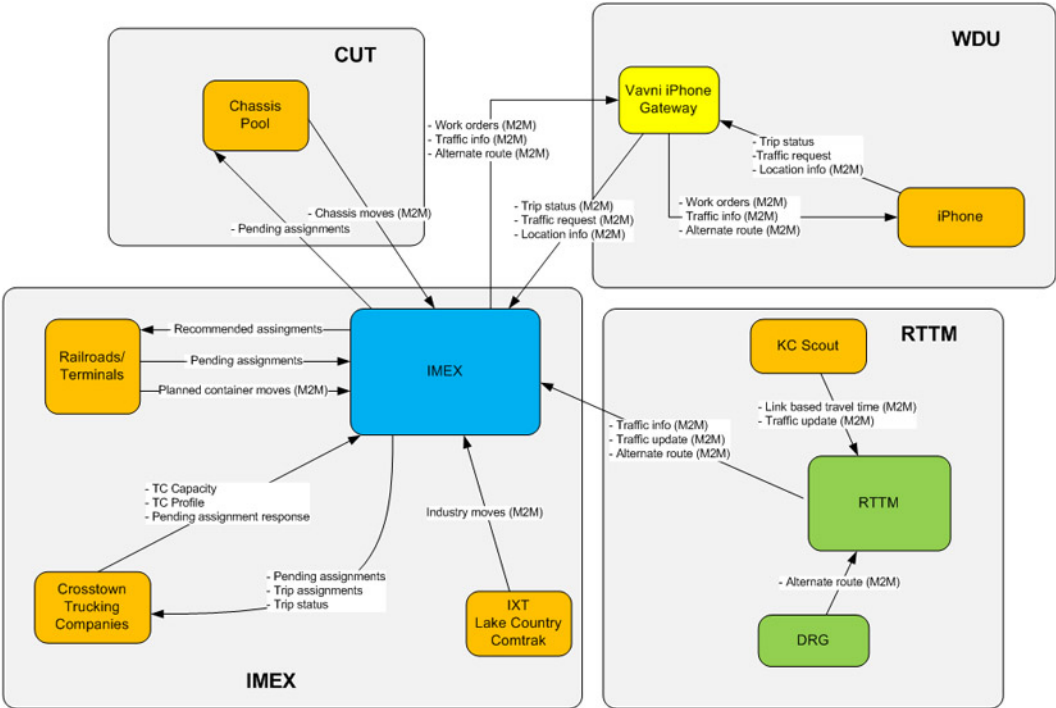 CUT
Chassis
Pool
- Chassis moves (M2M)
- Pending assignments
- Work orders (M2M)
- Traffic info (M2M)
- Alternate route (M2M)
WDU
Vavni iPhone
Gateway
- Trip status
-Traffic request
- Location info (M2M)
iPhone
- Work orders (M2M)
- Traffic info (M2M)
- Alternate route (M2M)
- Trip status (M2M)
- Traffic request (M2M)
- Location info (M2M)
Railroads/
Terminals
Recommended assingments
Pending assignments
Planned container moves (M2M)
IMEX
- TC Capacity
- TC Profile
- Pending assignment response
Industry moves (M2M)
Crosstown
Trucking
Companies
- Pending assignments
- Trip assignments
- Trip status
IXT
Lake Country
Comtrak
IMEX
RTTM
KC Scout
- Link based travel time (M2M)
- Traffic update (M2M)
- Traffic info (M2M)
- Traffic update (M2M)
- Alternate route (M2M)
RTTM
- Alternate route (M2M)
DRG